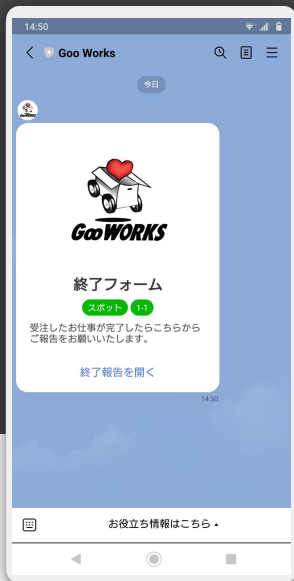 14:50
Goo Works
今日
GooWORKS
終了フォーム
スポット 1-1
受注したお仕事が完了したらこちらから
ご報告をお願いいたします。
終了報告を開く
14:50
お役立ち情報はこちら